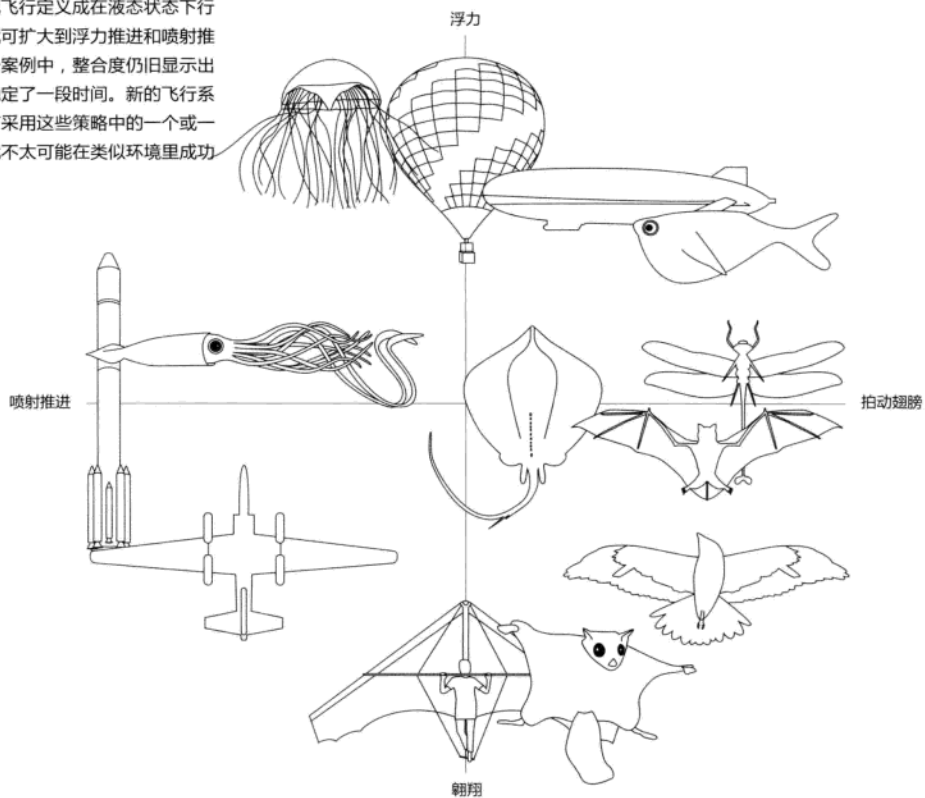 飞行定义成在液态状态下行
可扩大到浮力推进和喷射推
案例中，整合度仍旧显示出
定了一段时间。新的飞行系
采用这些策略中的一个或一
不太可能在类似环境里成功
浮力
喷射推进
拍动翅膀
翱翔